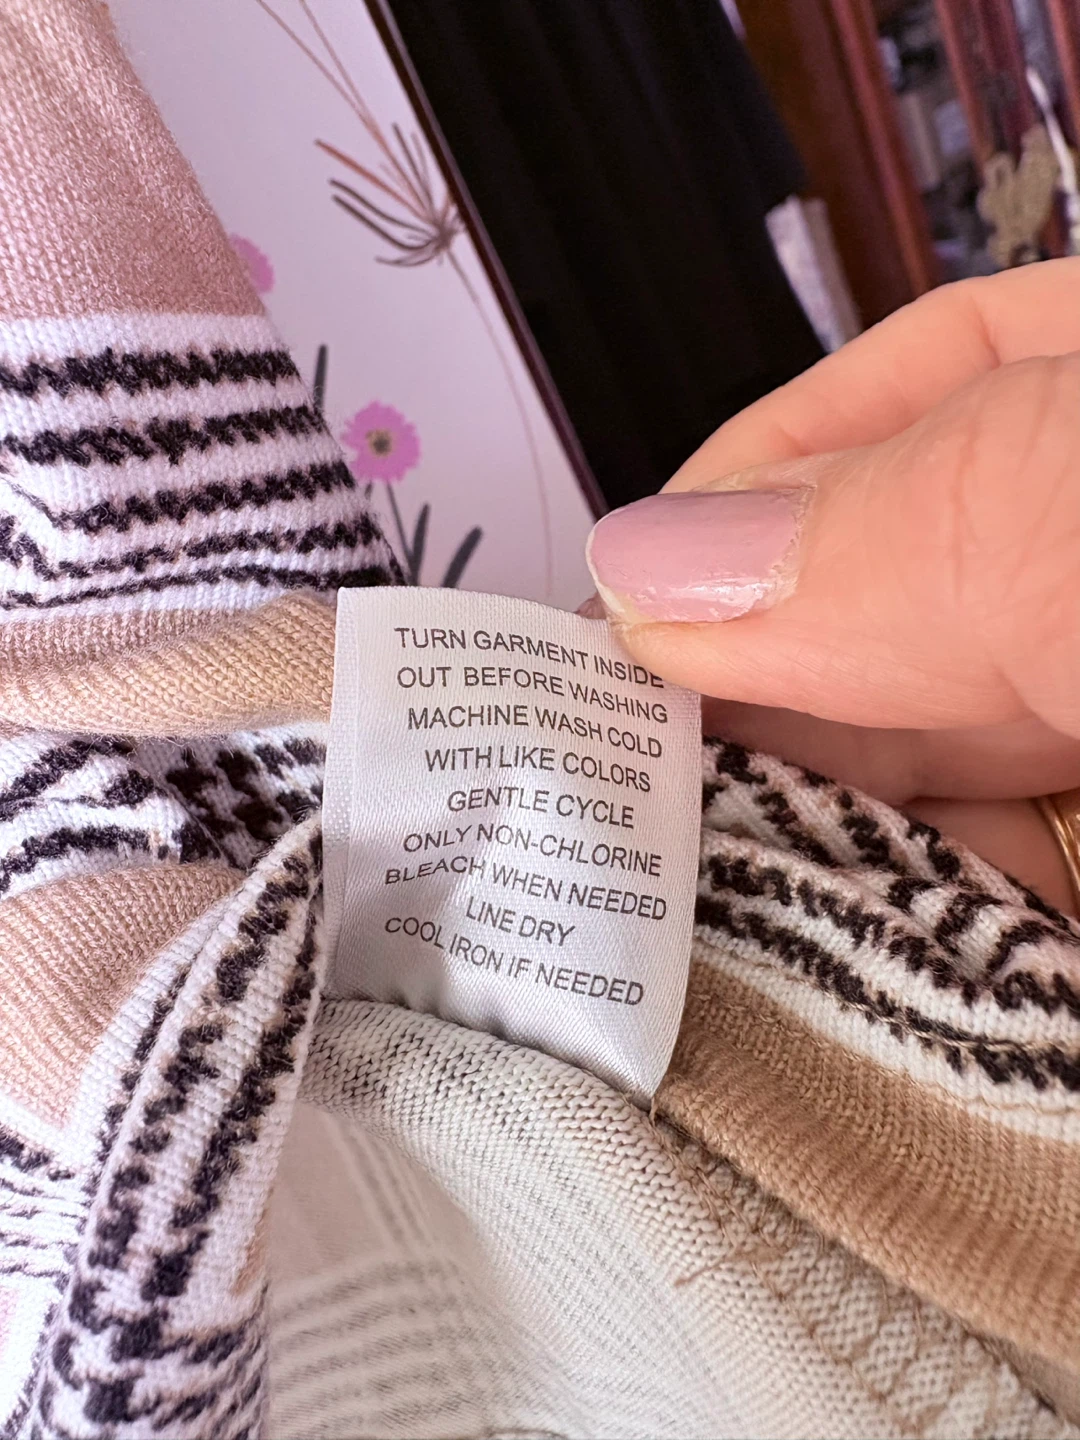 TURN GARMENT INSIDE
OUT BEFORE WASHING
MACHINE WASH COLD
WITH LIKE COLORS
GENTLE CYCLE
ONLY NON-CHLORINE
BLEACH WHEN NEEDED
LINE DRY
COOL IRON IF NEEDED